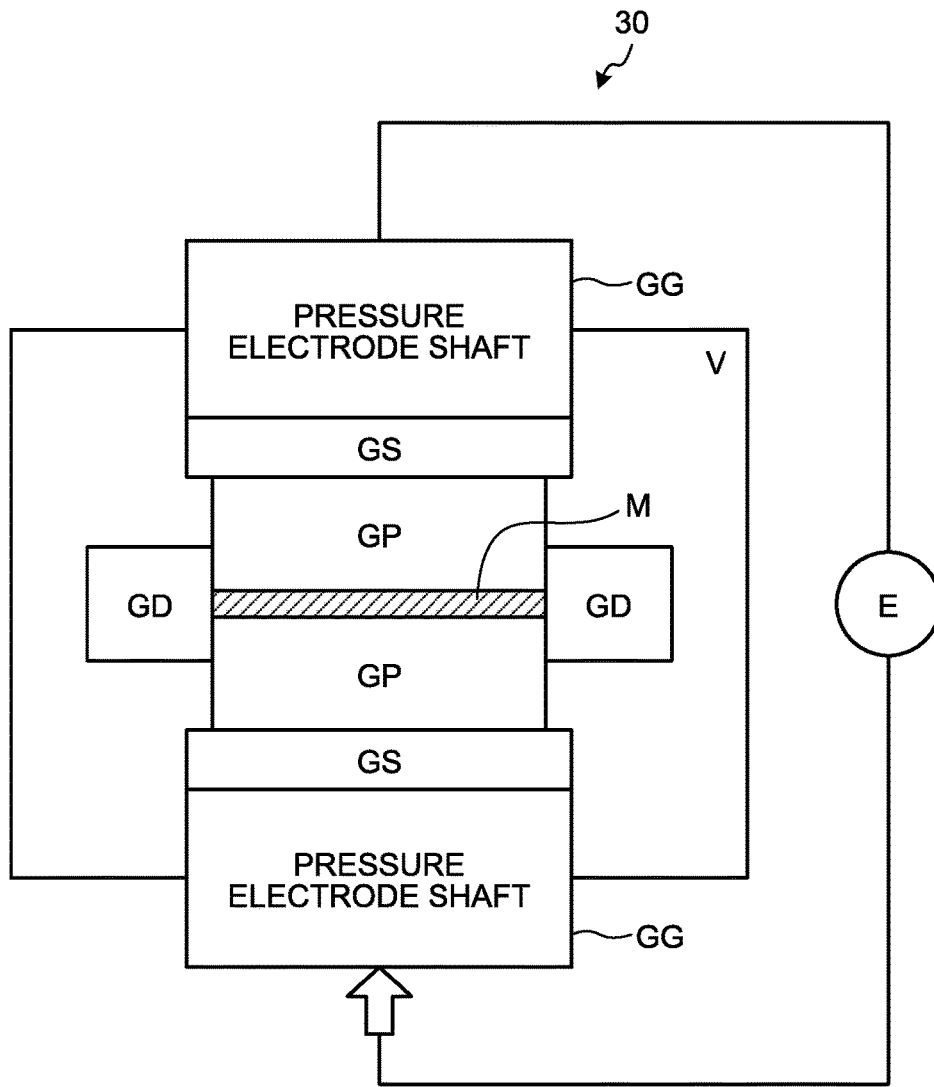 30
PRESSURE
ELECTRODE SHAFT
GG
V
GS
GP
M
GD
GD
E
GP
GS
PRESSURE
ELECTRODE SHAFT
GG